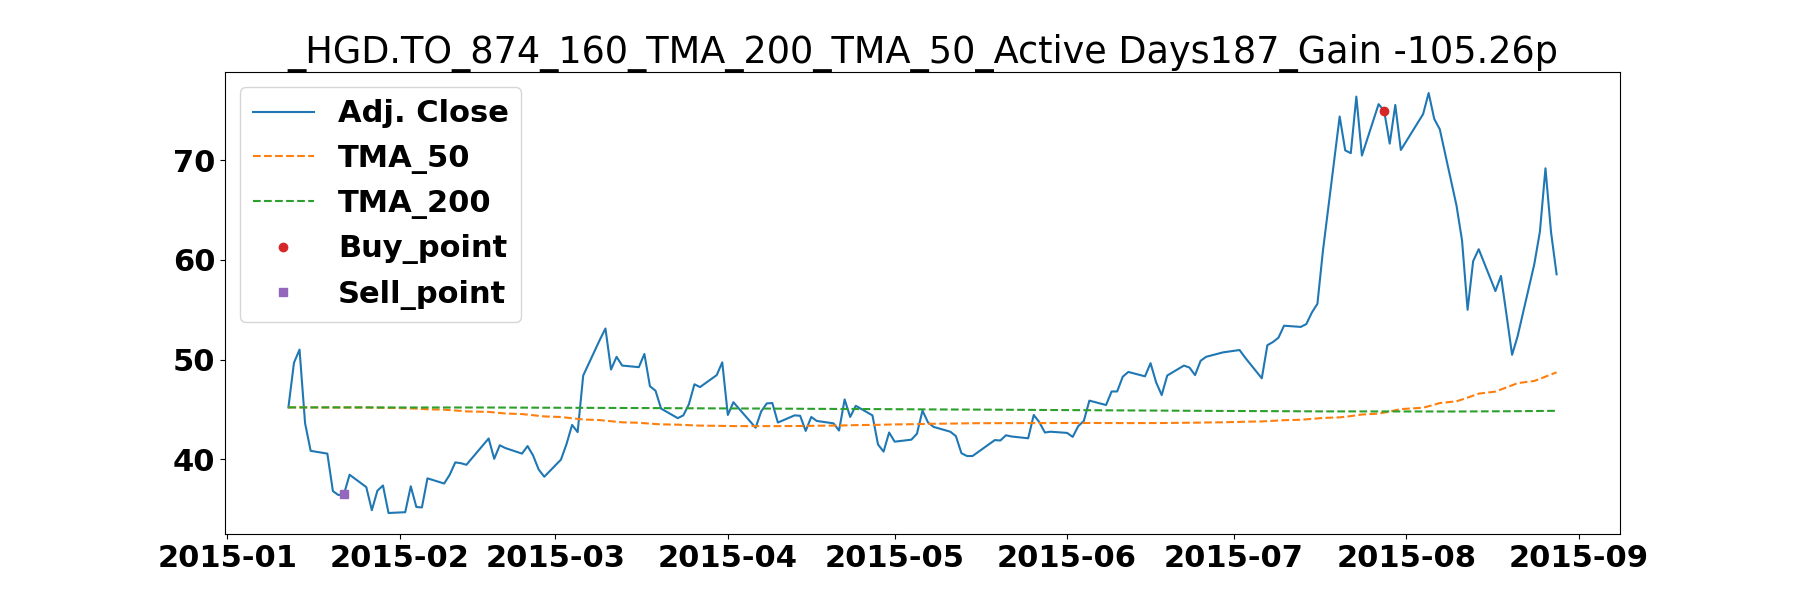 _HGD.TO_874_160_TMA_200_TMA_50_Active Days187_Gain -105.26p
Adj. Close
TMA_50
TMA_200
Buy_point
Sell_point
70
60
50
40
2015-01 2015-02 2015-03 2015-04 2015-05 2015-06 2015-07 2015-08 2015-09